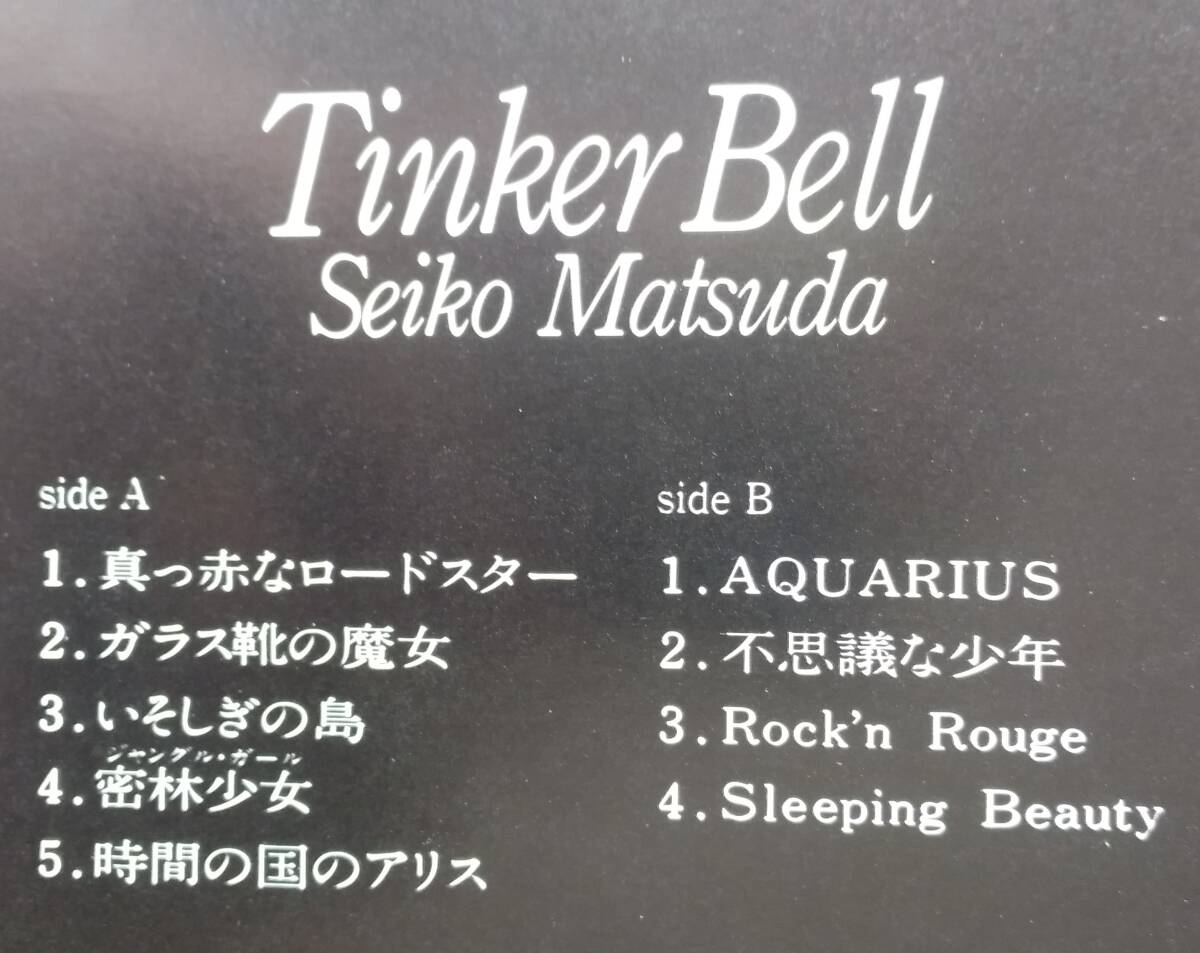 Tinker Bell
Seiko Matsuda
side A
1.真っ赤なロードスター
2.ガラス靴の魔女
3.いそしぎの島
ジャングル・ガール
4.密林少女
5.時間の国のアリス
side B
1.AQUARIUS
2.不思議な少年
3.Rock'n Rouge
4.Sleeping Beauty